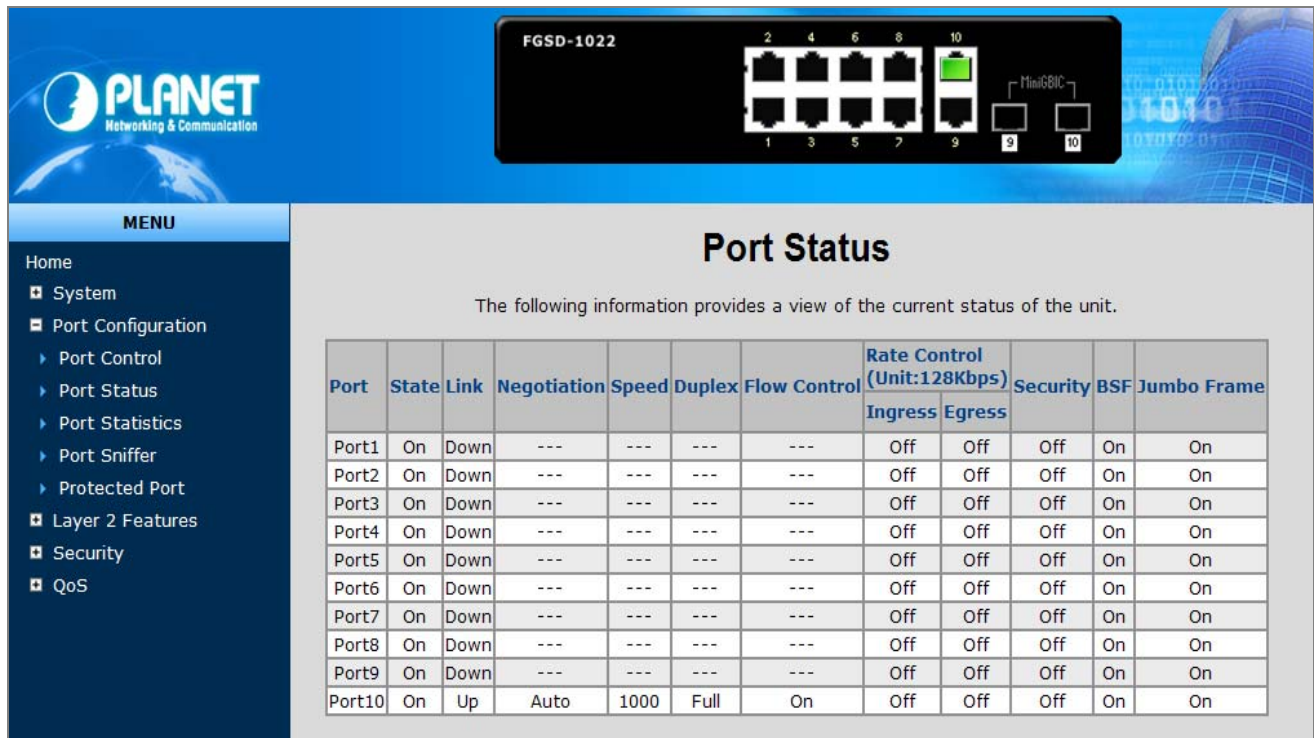 PLANET
Networking & Communication
FGSD-1022
2 4 6 8 10
MiniGBIC
1 3 5 7 9 9 10
MENU
Home
System
Port Configuration
Port Control
Port Status
Port Statistics
Port Sniffer
Protected Port
Layer 2 Features
Security
QoS
Port Status
The following information provides a view of the current status of the unit.
Port State Link Negotiation Speed Duplex Flow Control Rate Control (Unit:128Kbps) Security BSF Jumbo Frame
Ingress Egress
Port1 On Down --- --- --- --- Off Off Off On On
Port2 On Down --- --- --- --- Off Off Off On On
Port3 On Down --- --- --- --- Off Off Off On On
Port4 On Down --- --- --- --- Off Off Off On On
Port5 On Down --- --- --- --- Off Off Off On On
Port6 On Down --- --- --- --- Off Off Off On On
Port7 On Down --- --- --- --- Off Off Off On On
Port8 On Down --- --- --- --- Off Off Off On On
Port9 On Down --- --- --- --- Off Off Off On On
Port10 On Up Auto 1000 Full On Off Off Off On On